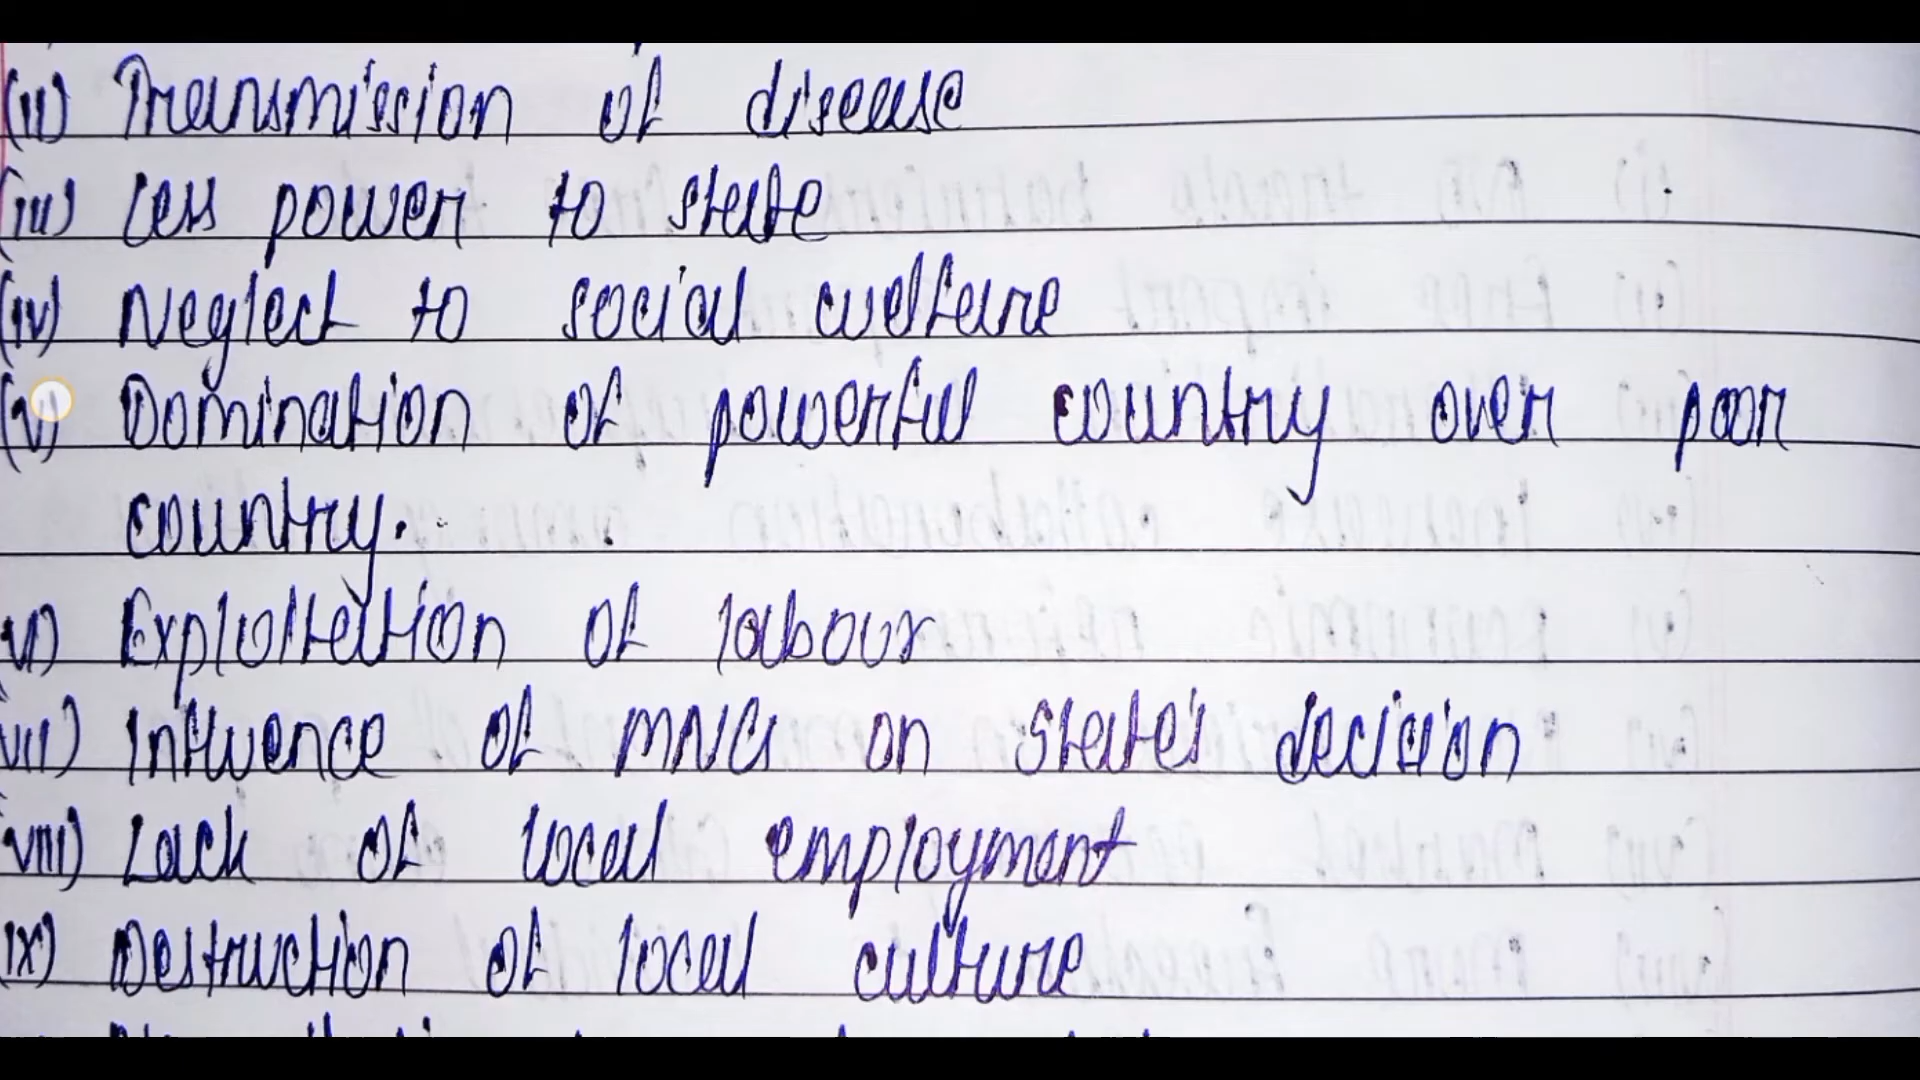 (ii) Transmission of disease
(iii) Less power to state
(iv) Neglect to social welfare
(v) Domination of powerful country over poor
country.
vi) Exploitation of labour
vii) Influence of MNCs on state's decision
viii) Lack of local employment
ix) Destruction of local culture